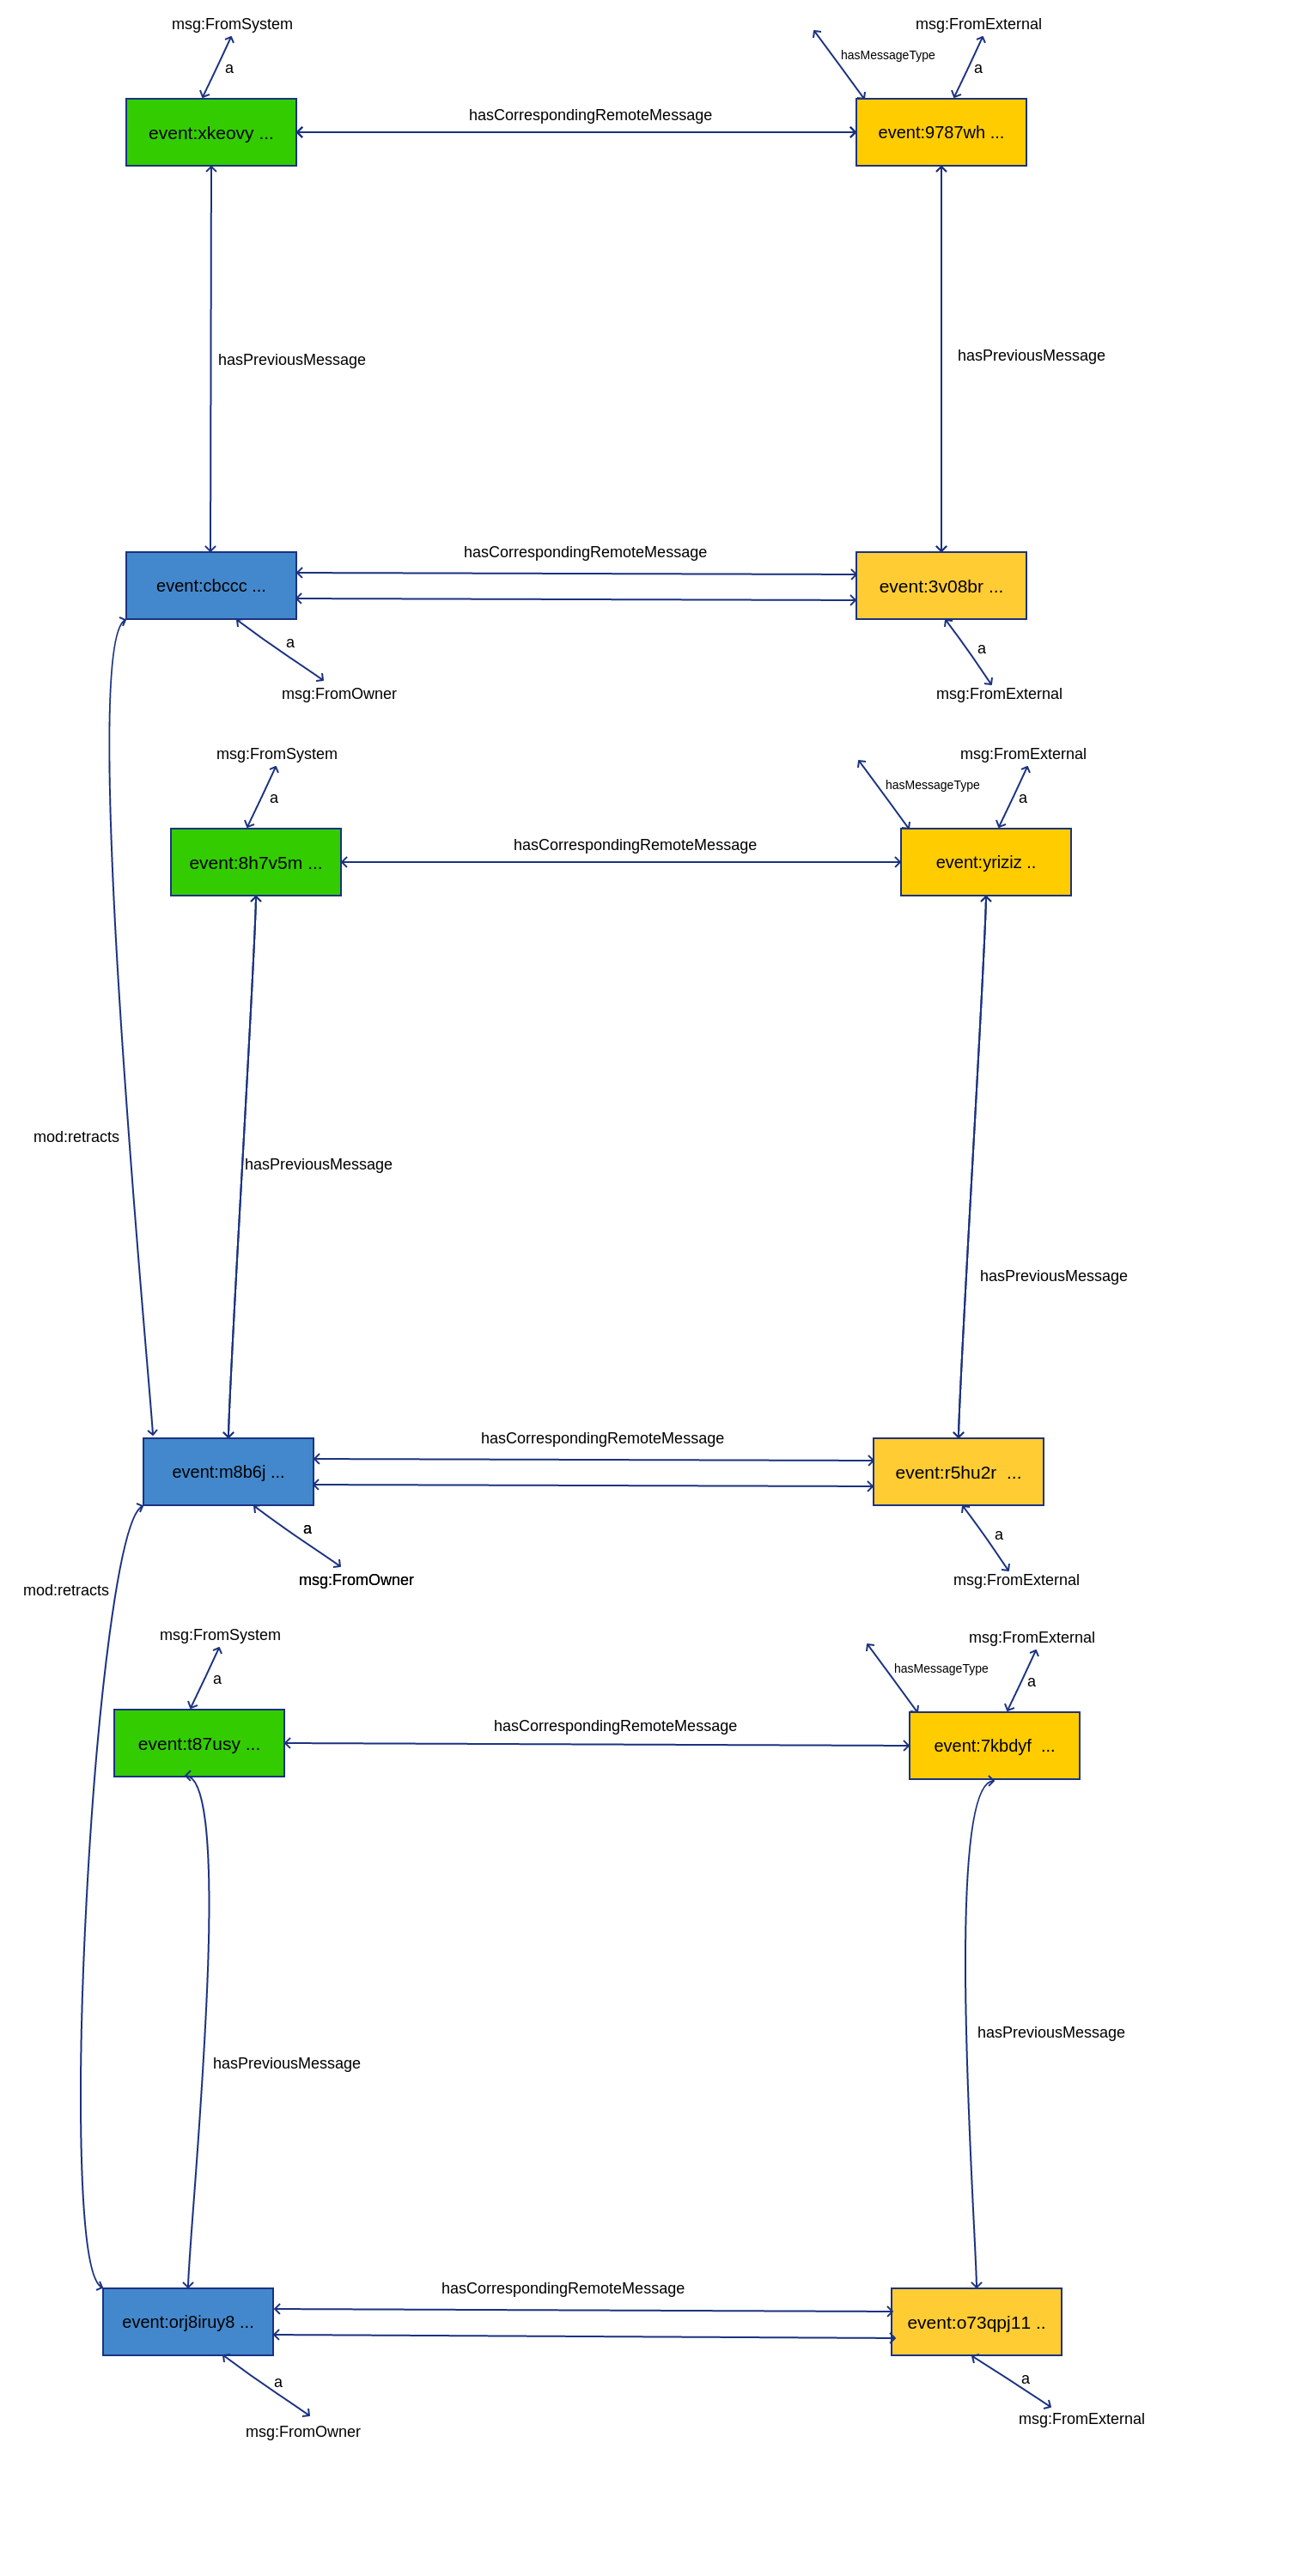 msg:FromSystem
msg:FromExternal
hasMessageType
a
a
hasCorrespondingRemoteMessage
event:xkeovy ...
event:9787wh ...
hasPreviousMessage
hasPreviousMessage
hasCorrespondingRemoteMessage
event:cbccc ...
event:3v08br ...
a
a
msg:FromOwner
msg:FromExternal
msg:FromSystem
msg:FromExternal
hasMessageType
a
a
hasCorrespondingRemoteMessage
event:8h7v5m ...
event:yriziz ..
mod:retracts
hasPreviousMessage
hasPreviousMessage
hasCorrespondingRemoteMessage
event:m8b6j ...
event:r5hu2r ...
a
a
msg:FromOwner
msg:FromExternal
mod:retracts
msg:FromSystem
msg:FromExternal
hasMessageType
a
a
hasCorrespondingRemoteMessage
event:t87usy ...
event:7kbdyf ...
hasPreviousMessage
hasPreviousMessage
hasCorrespondingRemoteMessage
event:orj8iruy8 ...
event:o73qpj11 ..
a
a
msg:FromOwner
msg:FromExternal